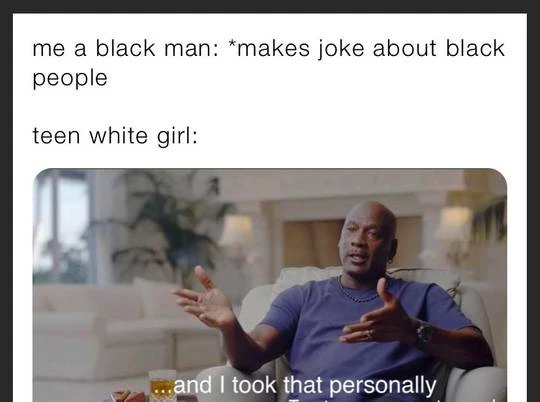 me a black man: *makes joke about black
people
teen white girl:
...and I took that personally